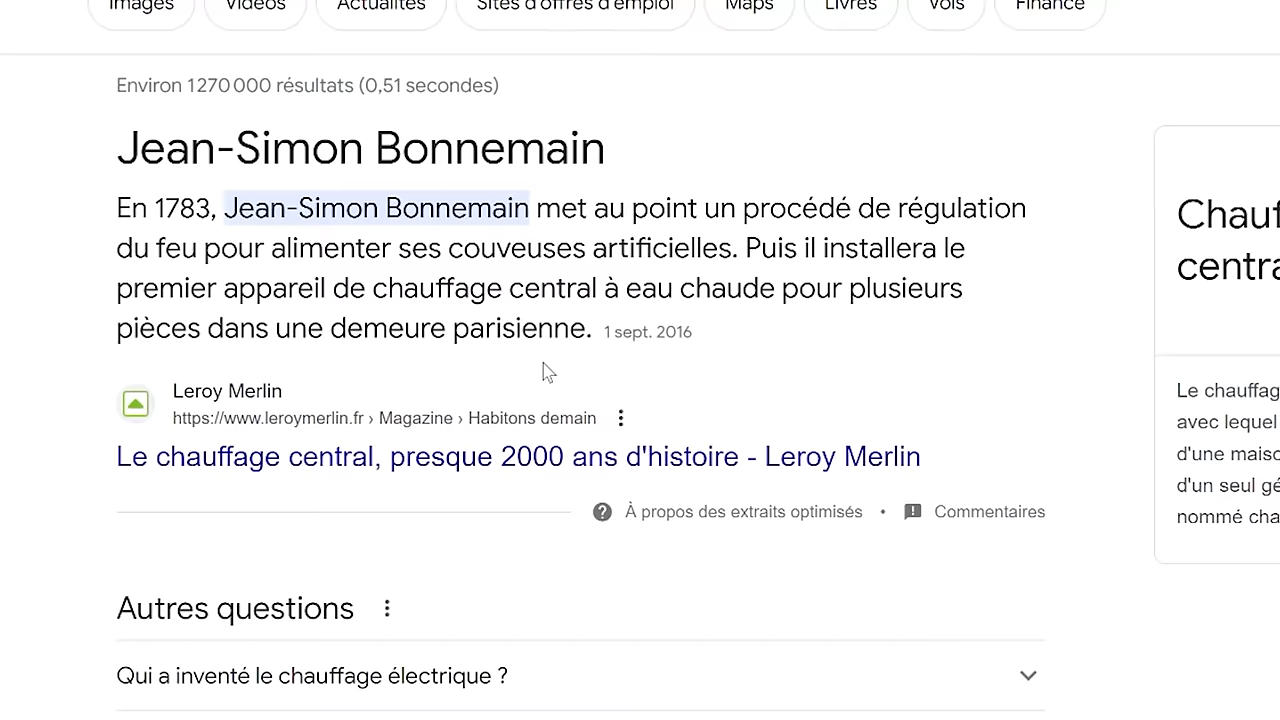 Images Vidéos Actualités Sites d'offres d'emploi Maps Livres Vols Finance
Environ 1 270 000 résultats (0,51 secondes)
Jean-Simon Bonnemain
En 1783, Jean-Simon Bonnemain met au point un procédé de régulation
du feu pour alimenter ses couveuses artificielles. Puis il installera le
premier appareil de chauffage central à eau chaude pour plusieurs
pièces dans une demeure parisienne. 1 sept. 2016
Leroy Merlin
https://www.leroymerlin.fr › Magazine › Habitons demain
Le chauffage central, presque 2000 ans d'histoire - Leroy Merlin
À propos des extraits optimisés • Commentaires
Autres questions
Qui a inventé le chauffage électrique ?
Chauf
centra
Le chauffag
avec lequel
d'une maiso
d'un seul gé
nommé cha